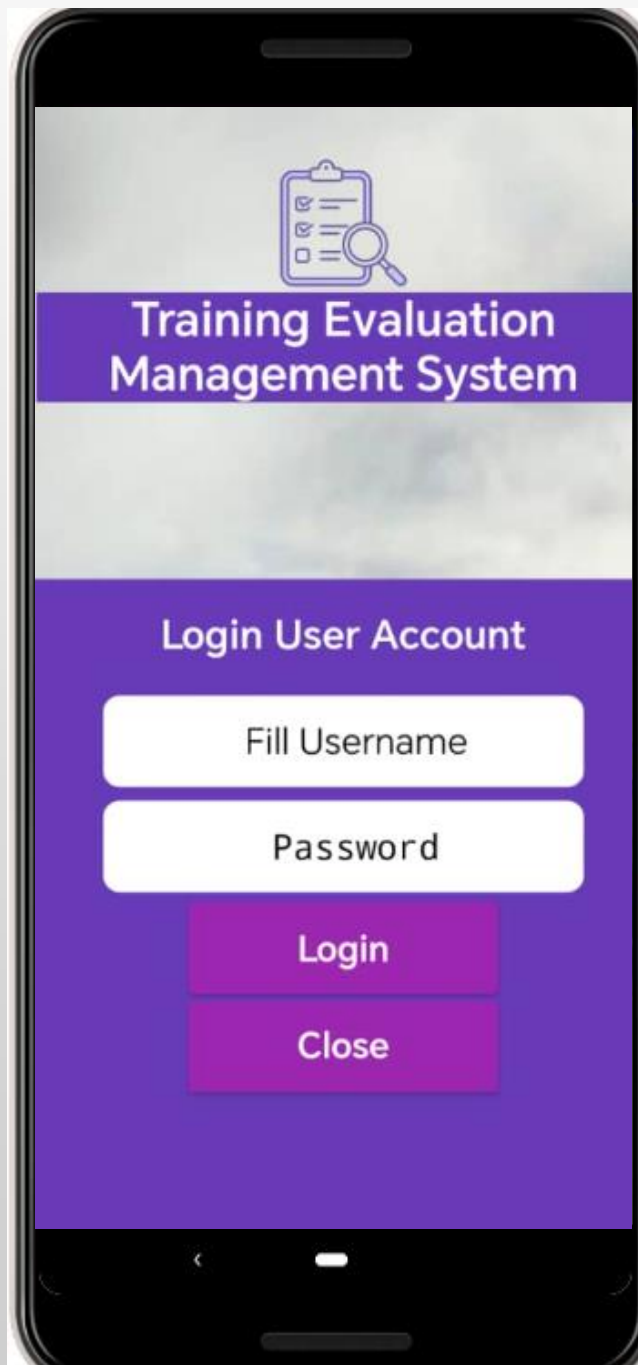 Training Evaluation
Management System
Login User Account
Fill Username
Password
Login
Close